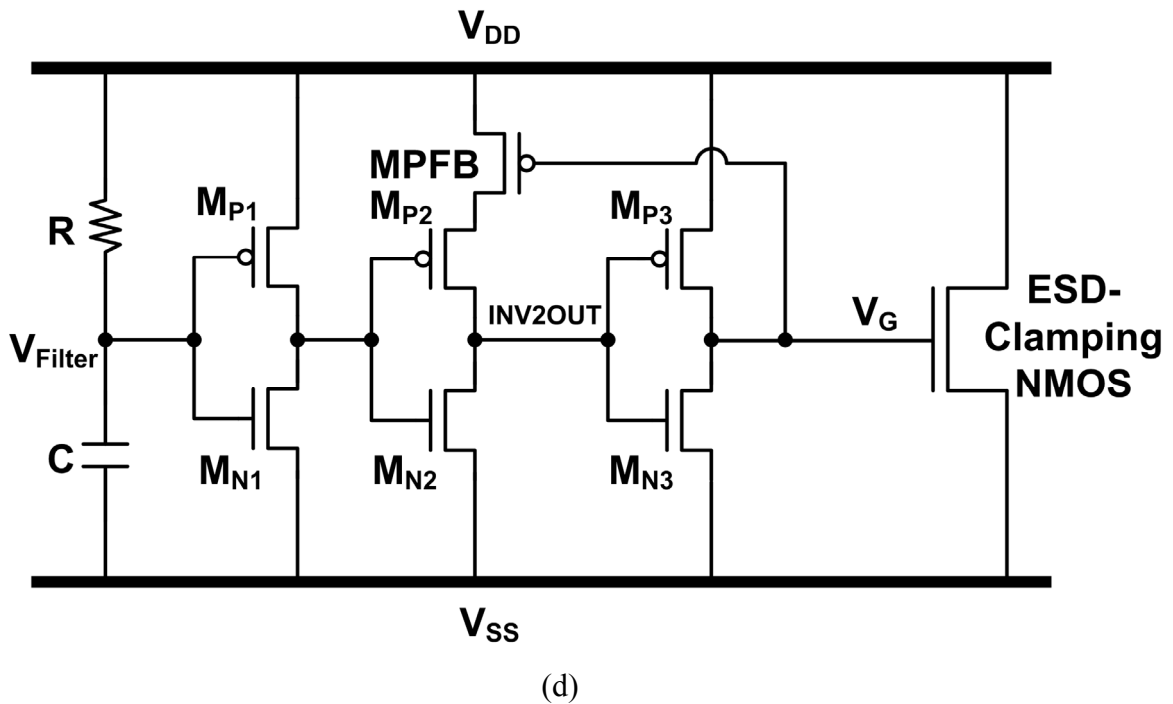 VDD
MPFB
R
MP1
MP2
MP3
INV2OUT
VFilter
VG
ESD-
Clamping
NMOS
C
MN1
MN2
MN3
VSS
(d)